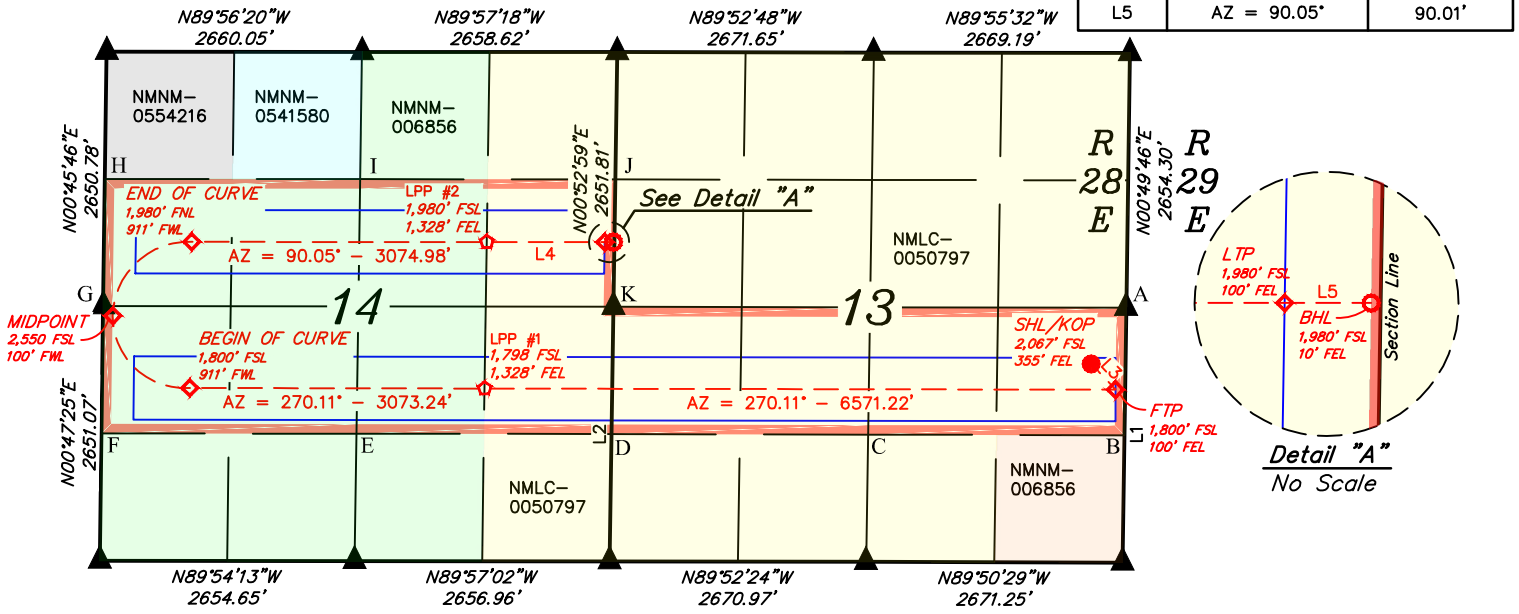 L5 AZ = 90.05° 90.01'
N89°56'20"W
2660.05'
N89°57'18"W
2658.62'
N89°52'48"W
2671.65'
N89°55'32"W
2669.19'
NMNM-
0554216
NMNM-
0541580
NMNM-
006856
N00°45'46"E
2650.78'
N00°52'59"E
2651.81'
N00°49'46"E
2654.30'
R
28
E
R
29
E
H
I
J
END OF CURVE
1,980' FNL
911' FWL
LPP #2
1,980' FSL
1,328' FEL
See Detail "A"
AZ = 90.05° - 3074.98'
L4
NMLC-
0050797
G
14
K
13
A
MIDPOINT
2,550 FSL
100' FWL
BEGIN OF CURVE
1,800' FSL
911' FWL
LPP #1
1,798 FSL
1,328' FEL
SHL/KOP
2,067' FSL
355' FEL
L3
AZ = 270.11° - 3073.24'
AZ = 270.11° - 6571.22'
FTP
1,800' FSL
100' FEL
N00°47'25"E
2651.07'
F
E
L2
D
C
B
L1
NMLC-
0050797
NMNM-
006856
N89°54'13"W
2654.65'
N89°57'02"W
2656.96'
N89°52'24"W
2670.97'
N89°50'29"W
2671.25'
LTP
1,980' FSL
100' FEL
L5
BHL
1,980' FSL
10' FEL
Section Line
Detail "A"
No Scale